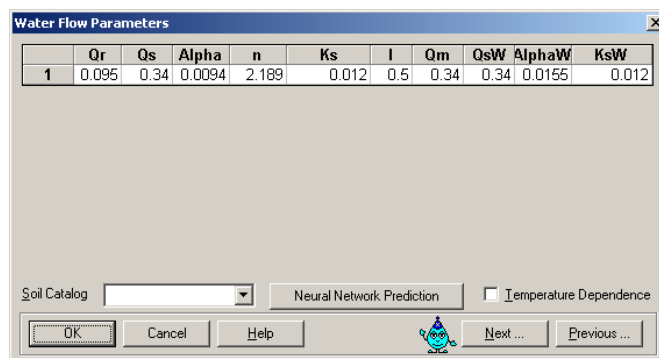 Water Flow Parameters
Qr Qs Alpha n Ks l Qm QsW AlphaW KsW
1 0.095 0.34 0.0094 2.189 0.012 0.5 0.34 0.34 0.0155 0.012
Soil Catalog Neural Network Prediction Temperature Dependence
OK Cancel Help Next ... Previous ...